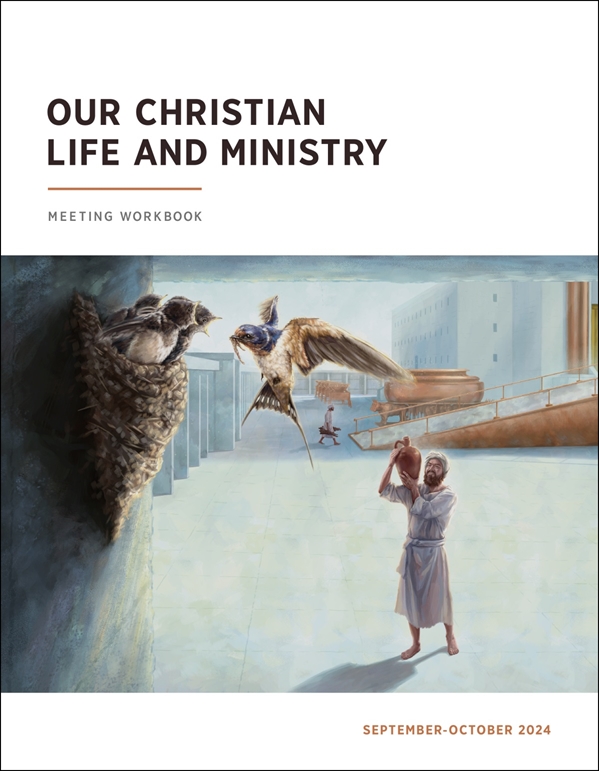 OUR CHRISTIAN
LIFE AND MINISTRY
MEETING WORKBOOK
SEPTEMBER-OCTOBER 2024